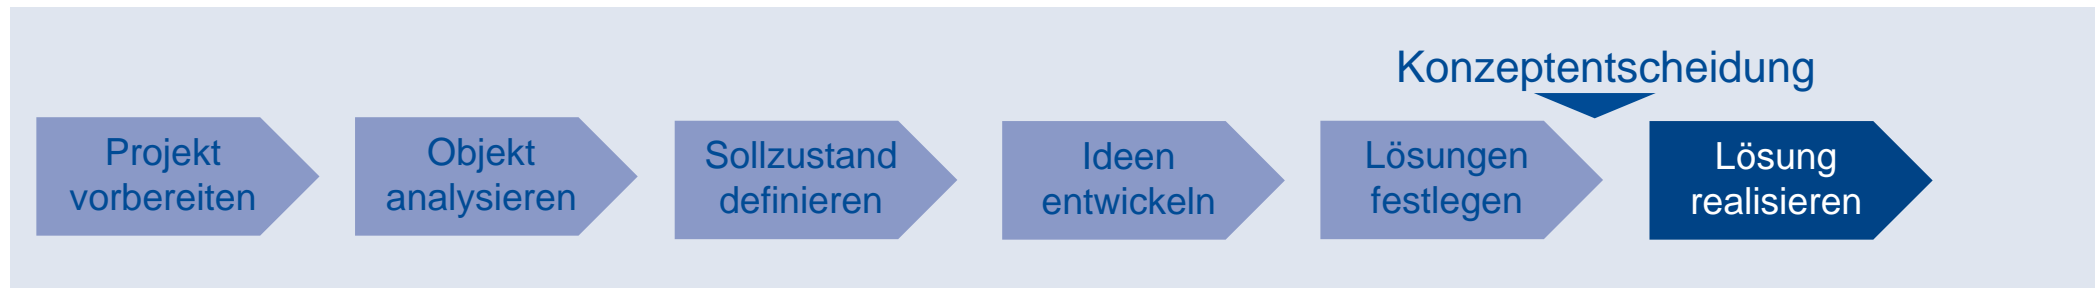 Konzeptentscheidung
Projekt
vorbereiten
Objekt
analysieren
Sollzustand
definieren
Ideen
entwickeln
Lösungen
festlegen
Lösung
realisieren